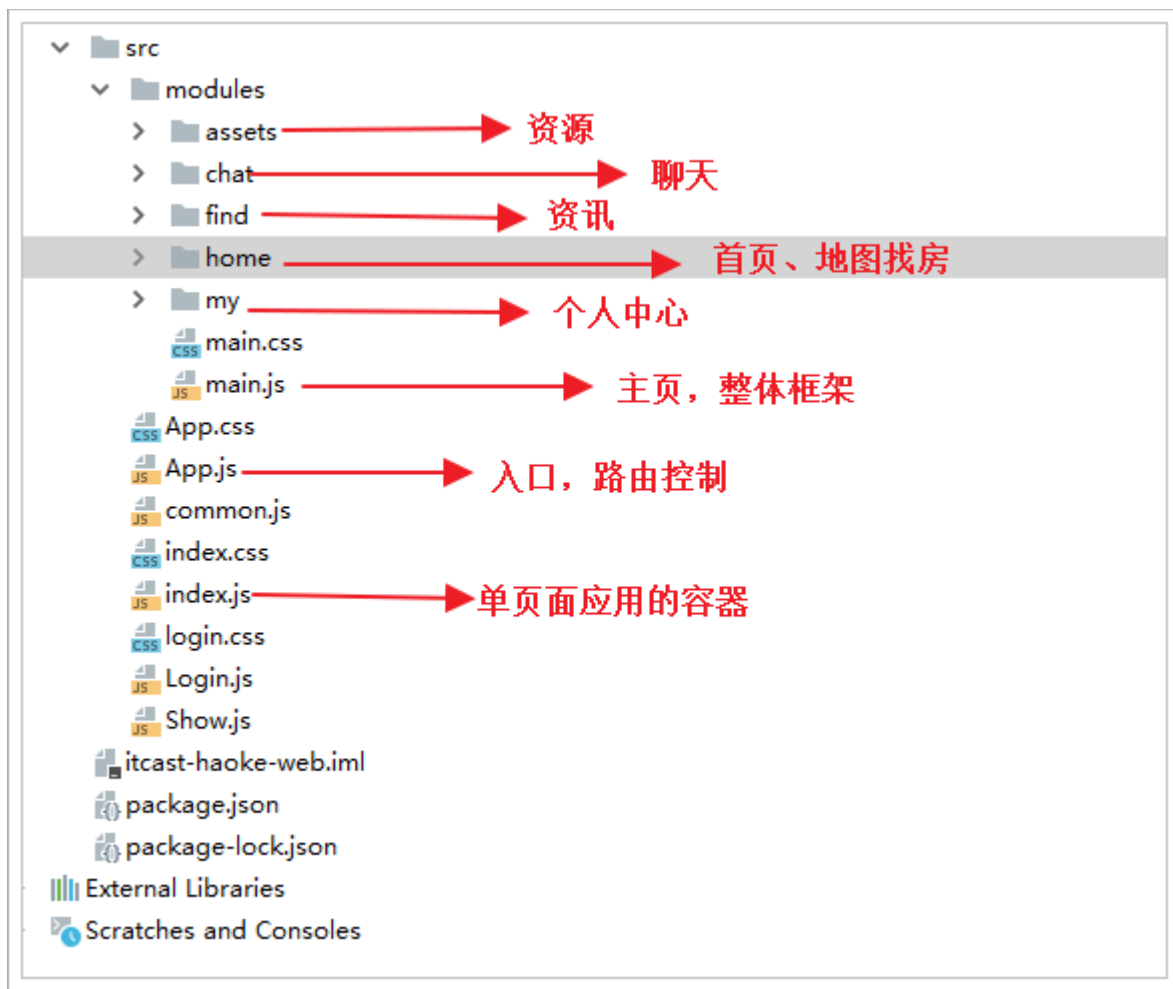 src
modules
assets 资源
chat 聊天
find 资讯
home 首页、地图找房
my 个人中心
main.css
main.js 主页，整体框架
App.css
App.js 入口，路由控制
common.js
index.css
index.js 单页面应用的容器
login.css
Login.js
Show.js
itcast-haoke-web.iml
package.json
package-lock.json
External Libraries
Scratches and Consoles